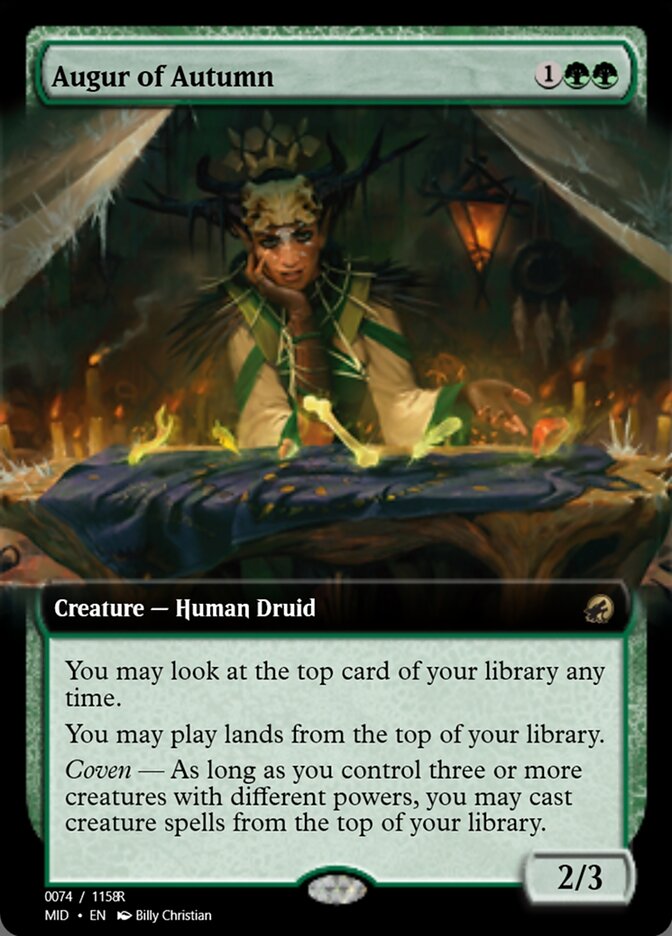 Augur of Autumn
1
Creature — Human Druid
You may look at the top card of your library any
time.
You may play lands from the top of your library.
Coven — As long as you control three or more
creatures with different powers, you may cast
creature spells from the top of your library.
2/3
0074 / 1158R
MID • EN Billy Christian